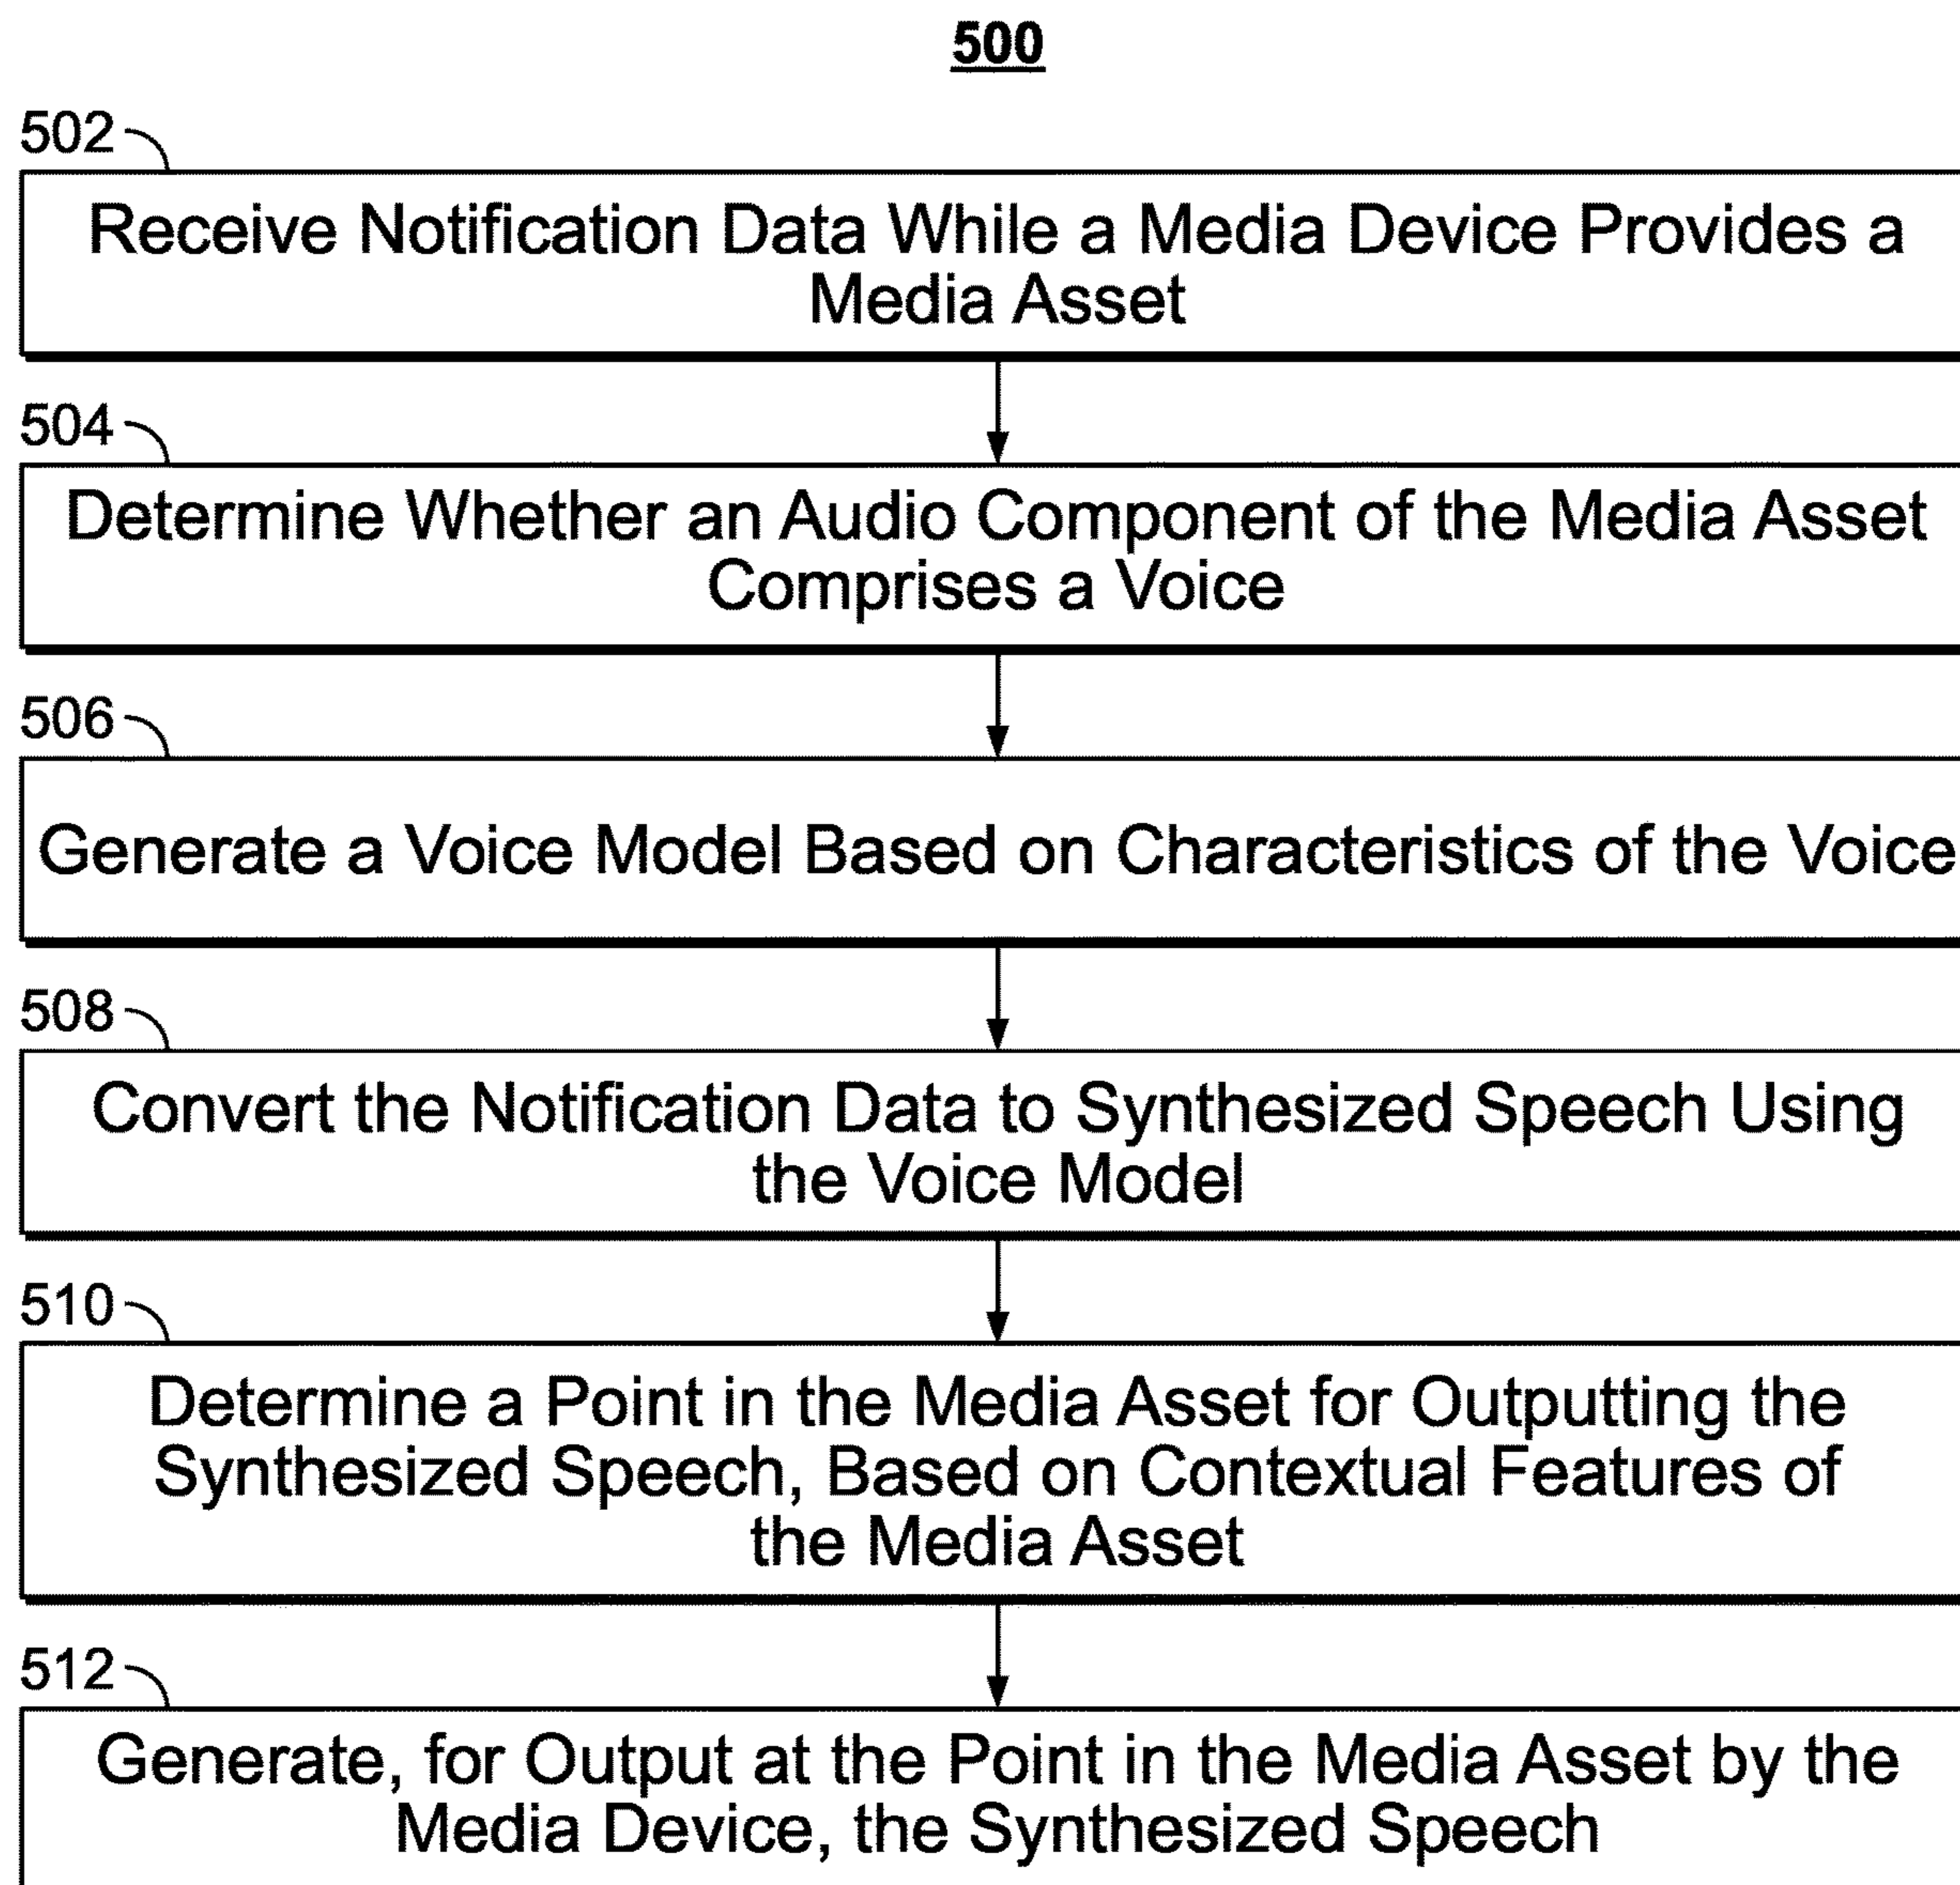 500
502
Receive Notification Data While a Media Device Provides a
Media Asset
504
Determine Whether an Audio Component of the Media Asset
Comprises a Voice
506
Generate a Voice Model Based on Characteristics of the Voice
508
Convert the Notification Data to Synthesized Speech Using
the Voice Model
510
Determine a Point in the Media Asset for Outputting the
Synthesized Speech, Based on Contextual Features of
the Media Asset
512
Generate, for Output at the Point in the Media Asset by the
Media Device, the Synthesized Speech